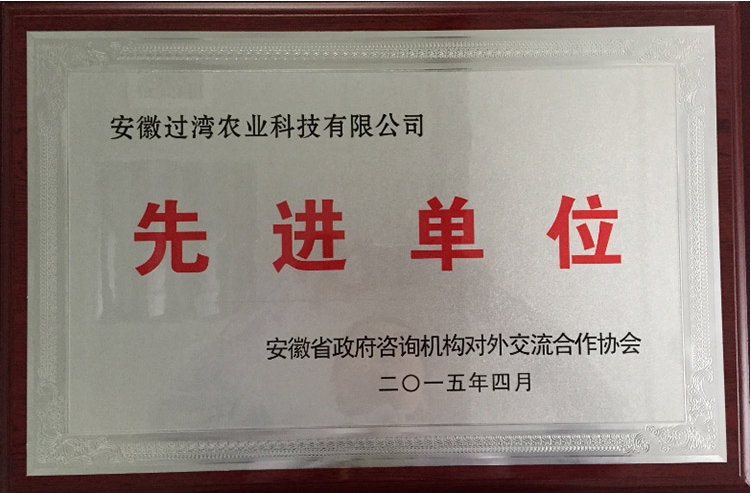 安徽过湾农业科技有限公司
先进单位
安徽省政府咨询机构对外交流合作协会
二〇一五年四月